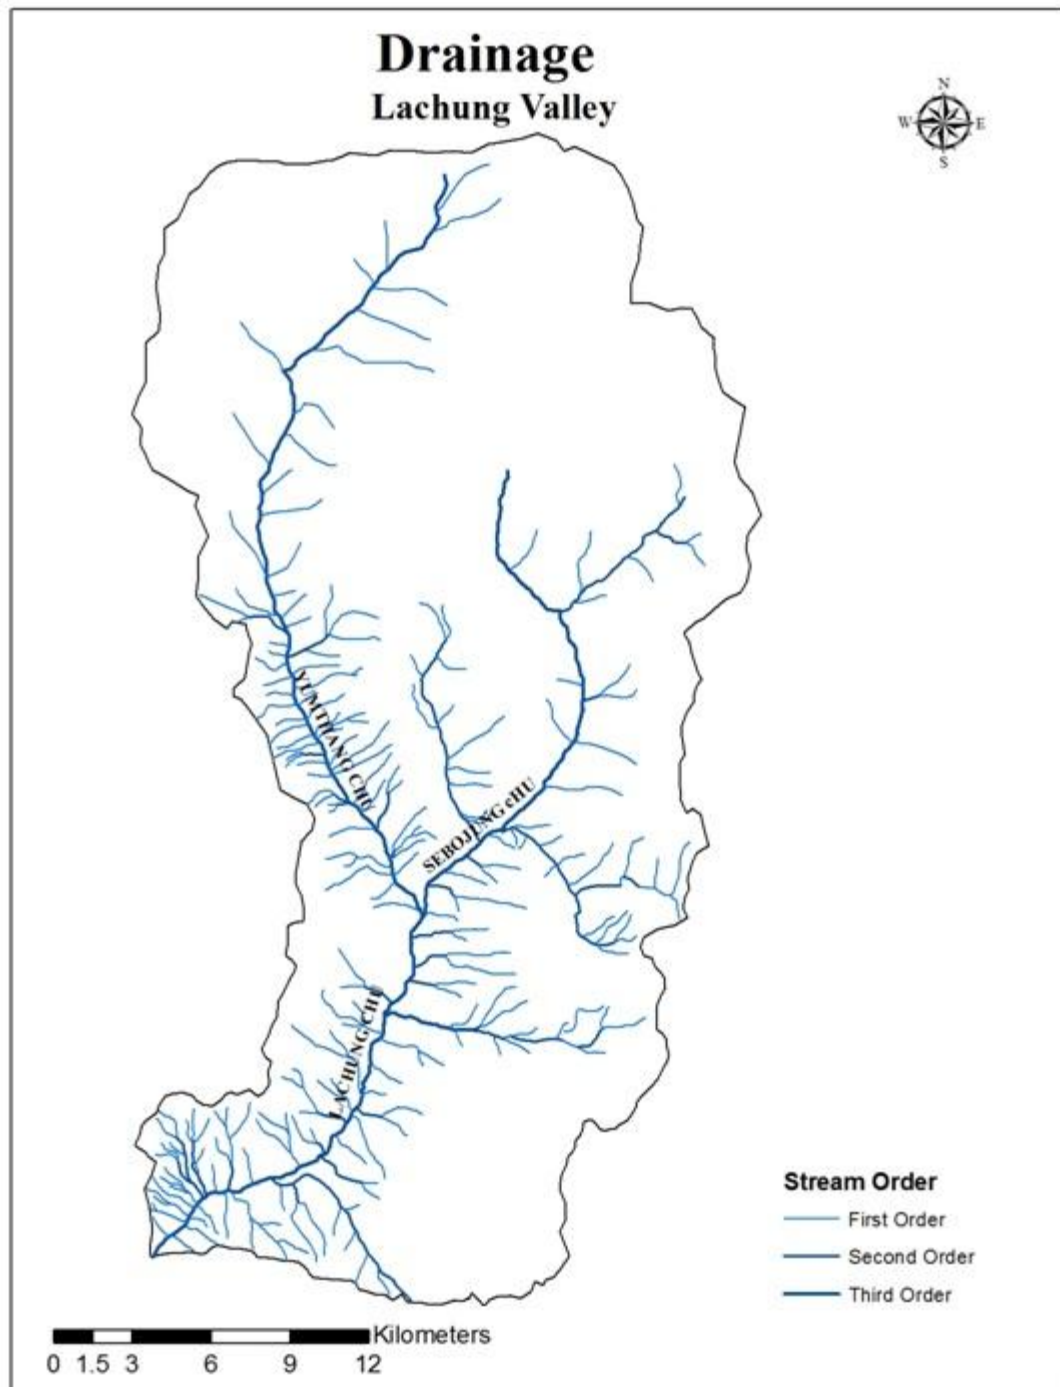 Drainage
Lachung Valley
N
W E
S
YUMTHANG CHU
SEBOJUNG cHU
LACHUNG CHU
Stream Order
First Order
Second Order
Third Order
Kilometers
0 1.5 3 6 9 12